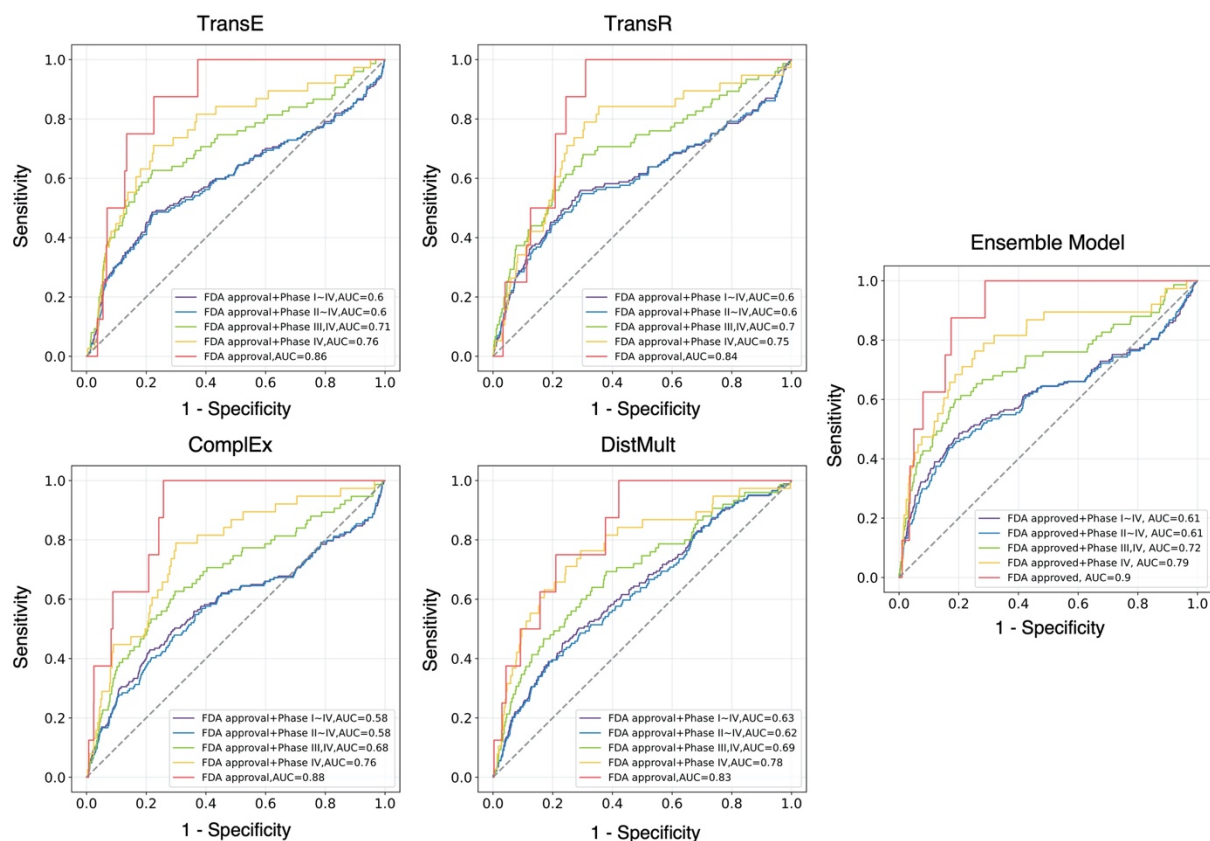 TransE
1.0
0.8
0.6
0.4
0.2
0.0
Sensitivity
FDA approval+Phase I~IV,AUC=0.6
FDA approval+Phase II~IV,AUC=0.6
FDA approval+Phase III,IV,AUC=0.71
FDA approval+Phase IV,AUC=0.76
FDA approval,AUC=0.86
0.0 0.2 0.4 0.6 0.8 1.0
1 - Specificity
TransR
1.0
0.8
0.6
0.4
0.2
0.0
Sensitivity
FDA approval+Phase I~IV,AUC=0.6
FDA approval+Phase II~IV,AUC=0.6
FDA approval+Phase III,IV,AUC=0.7
FDA approval+Phase IV,AUC=0.75
FDA approval,AUC=0.84
0.0 0.2 0.4 0.6 0.8 1.0
1 - Specificity
ComplEx
1.0
0.8
0.6
0.4
0.2
0.0
Sensitivity
FDA approval+Phase I~IV,AUC=0.58
FDA approval+Phase II~IV,AUC=0.58
FDA approval+Phase III,IV,AUC=0.68
FDA approval+Phase IV,AUC=0.76
FDA approval,AUC=0.88
0.0 0.2 0.4 0.6 0.8 1.0
1 - Specificity
DistMult
1.0
0.8
0.6
0.4
0.2
0.0
Sensitivity
FDA approval+Phase I~IV,AUC=0.63
FDA approval+Phase II~IV,AUC=0.62
FDA approval+Phase III,IV,AUC=0.69
FDA approval+Phase IV,AUC=0.78
FDA approval,AUC=0.83
0.0 0.2 0.4 0.6 0.8 1.0
1 - Specificity
Ensemble Model
1.0
0.8
0.6
0.4
0.2
0.0
Sensitivity
FDA approved+Phase I~IV, AUC=0.61
FDA approved+Phase II~IV, AUC=0.61
FDA approved+Phase III,IV, AUC=0.72
FDA approved+Phase IV, AUC=0.79
FDA approved, AUC=0.9
0.0 0.2 0.4 0.6 0.8 1.0
1 - Specificity